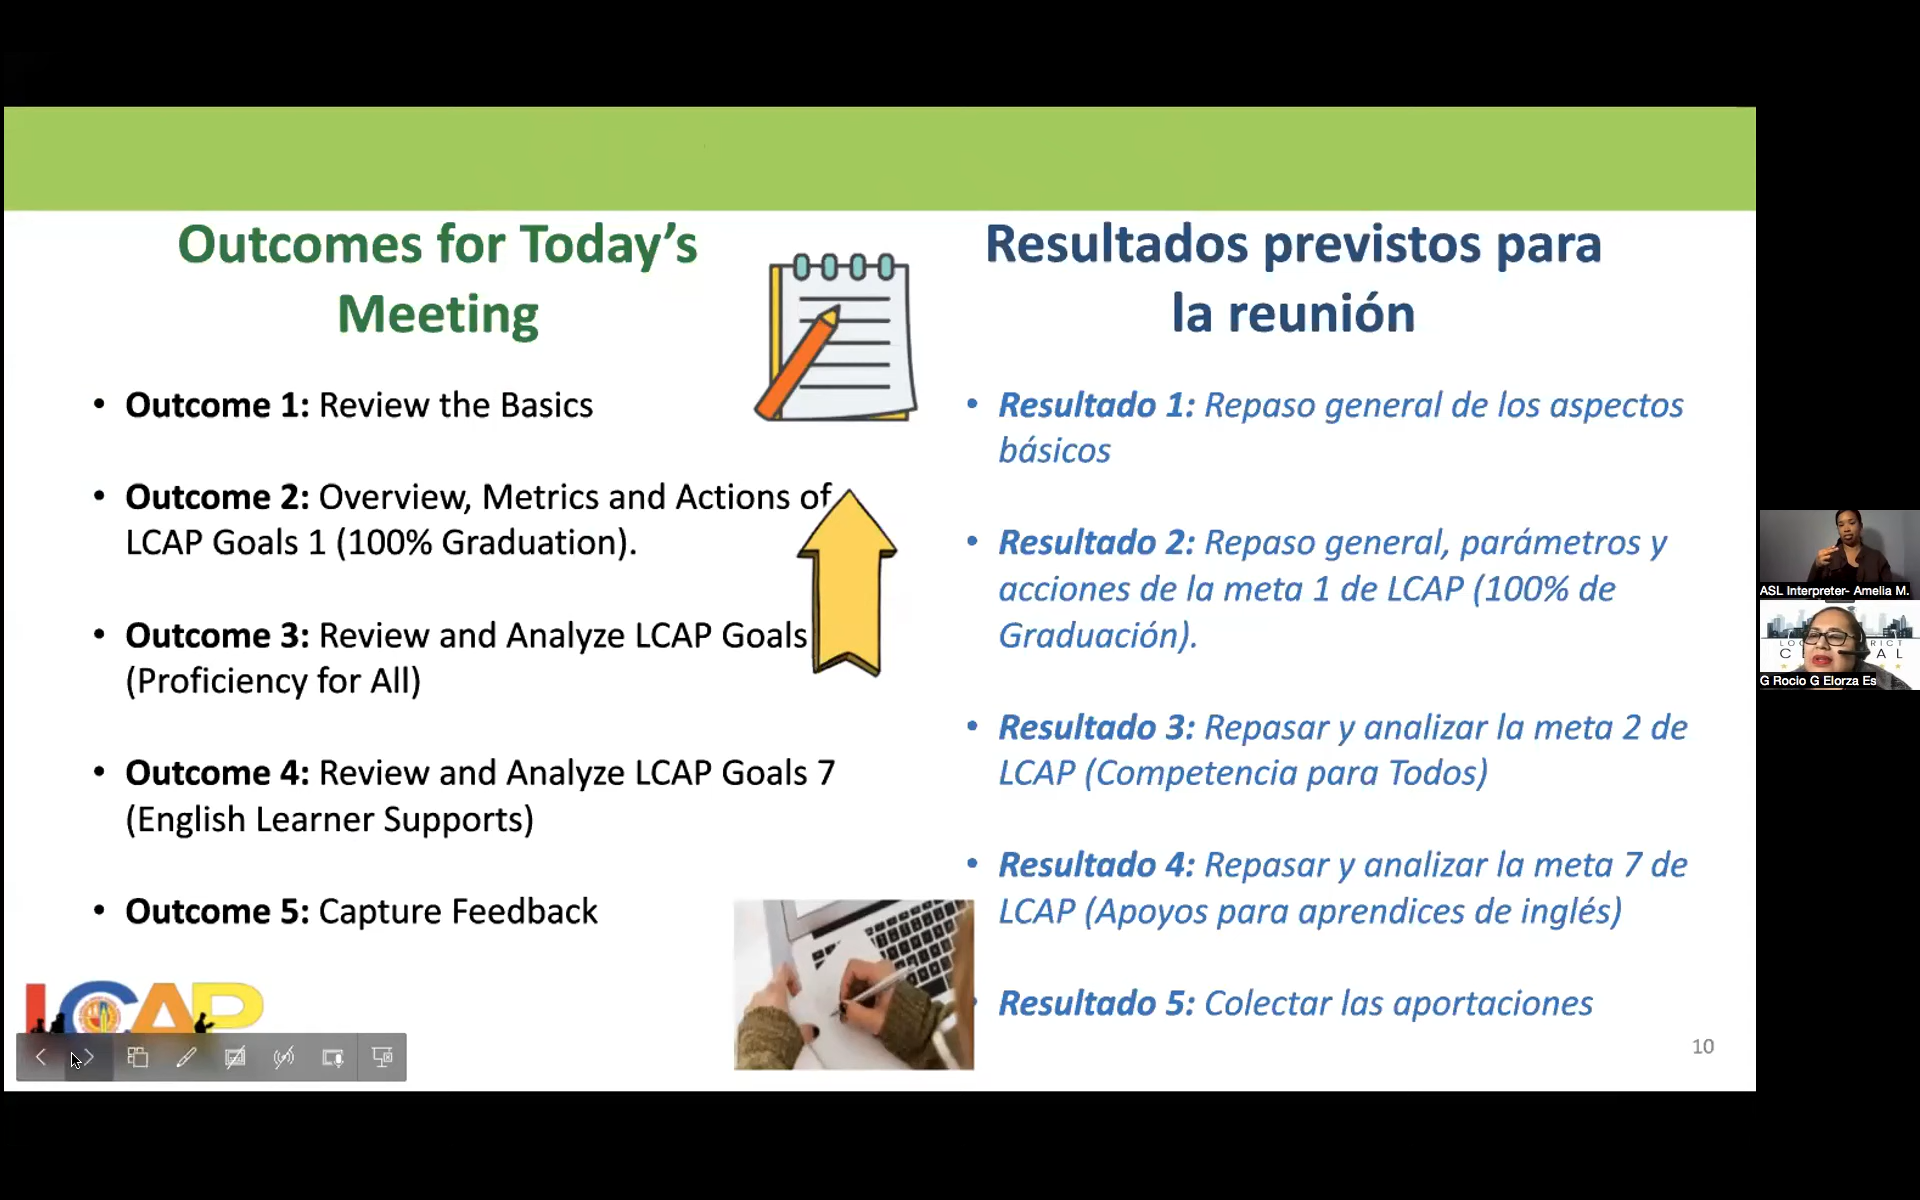 Outcomes for Today's
Meeting
• Outcome 1: Review the Basics
• Outcome 2: Overview, Metrics and Actions of
LCAP Goals 1 (100% Graduation).
• Outcome 3: Review and Analyze LCAP Goals
(Proficiency for All)
• Outcome 4: Review and Analyze LCAP Goals 7
(English Learner Supports)
• Outcome 5: Capture Feedback
LCAP
Resultados previstos para
la reunión
• Resultado 1: Repaso general de los aspectos
básicos
• Resultado 2: Repaso general, parámetros y
acciones de la meta 1 de LCAP (100% de
Graduación).
• Resultado 3: Repasar y analizar la meta 2 de
LCAP (Competencia para Todos)
• Resultado 4: Repasar y analizar la meta 7 de
LCAP (Apoyos para aprendices de inglés)
• Resultado 5: Colectar las aportaciones
10
ASL Interpreter- Amelia M.
G Rocio G Elorza Es